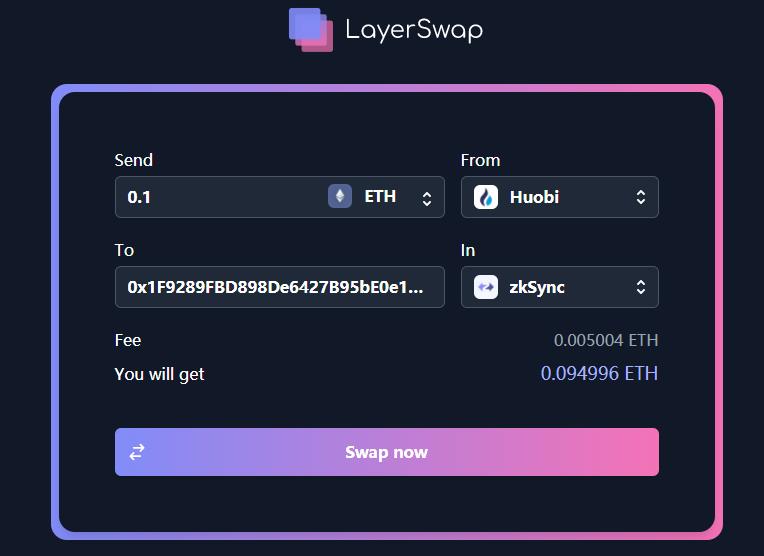 LayerSwap
Send
From
0.1 ETH
Huobi
To
In
0x1F9289FBD898De6427B95bE0e1...
zkSync
Fee 0.005004 ETH
You will get 0.094996 ETH
Swap now